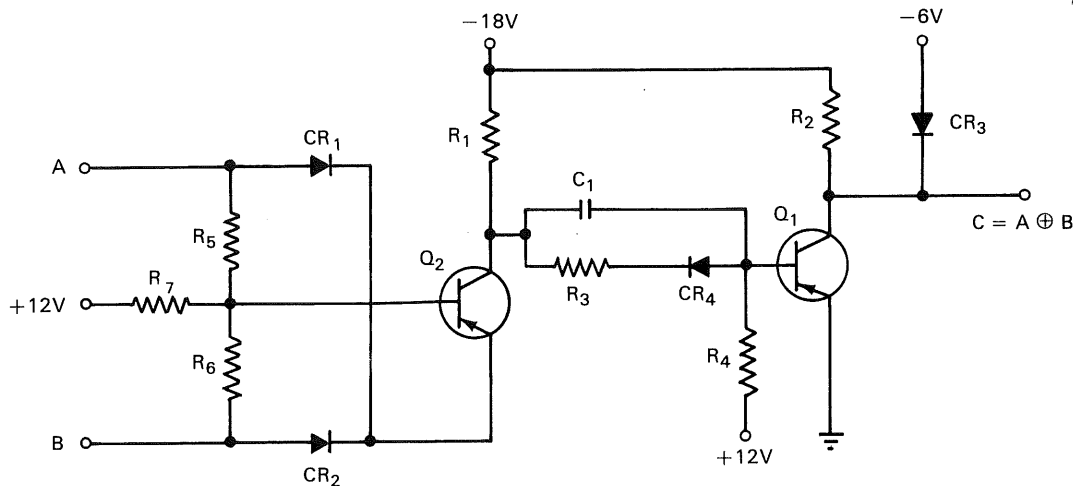 −18V
−6V
R1
R2
CR3
CR1
A
C1
C = A ⊕ B
Q1
R5
Q2
R3
CR4
R7
+12V
R6
R4
B
CR2
+12V